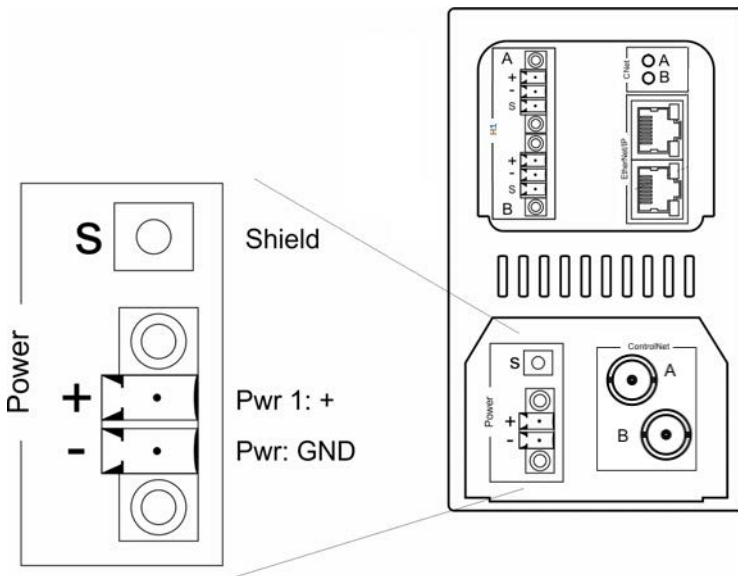 S
Shield
Power
+
Pwr 1: +
-
Pwr: GND
A
+
-
S
H1
+
-
S
B
CNet
A
B
EtherNet/IP
S
Power
+
-
ControlNet
A
B